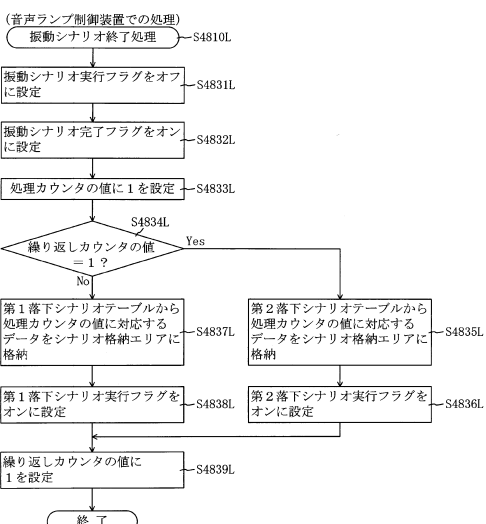 (音声ランプ制御装置での処理)
振動シナリオ終了処理
S4810L
振動シナリオ実行フラグをオフ
に設定
S4831L
振動シナリオ完了フラグをオン
に設定
S4832L
処理カウンタの値に1を設定
S4833L
S4834L
繰り返しカウンタの値
=1?
Yes
No
第1落下シナリオテーブルから
処理カウンタの値に対応する
データをシナリオ格納エリアに
格納
S4837L
第2落下シナリオテーブルから
処理カウンタの値に対応する
データをシナリオ格納エリアに
格納
S4835L
第1落下シナリオ実行フラグを
オンに設定
S4838L
第2落下シナリオ実行フラグを
オンに設定
S4836L
繰り返しカウンタの値に
1を設定
S4839L
終了